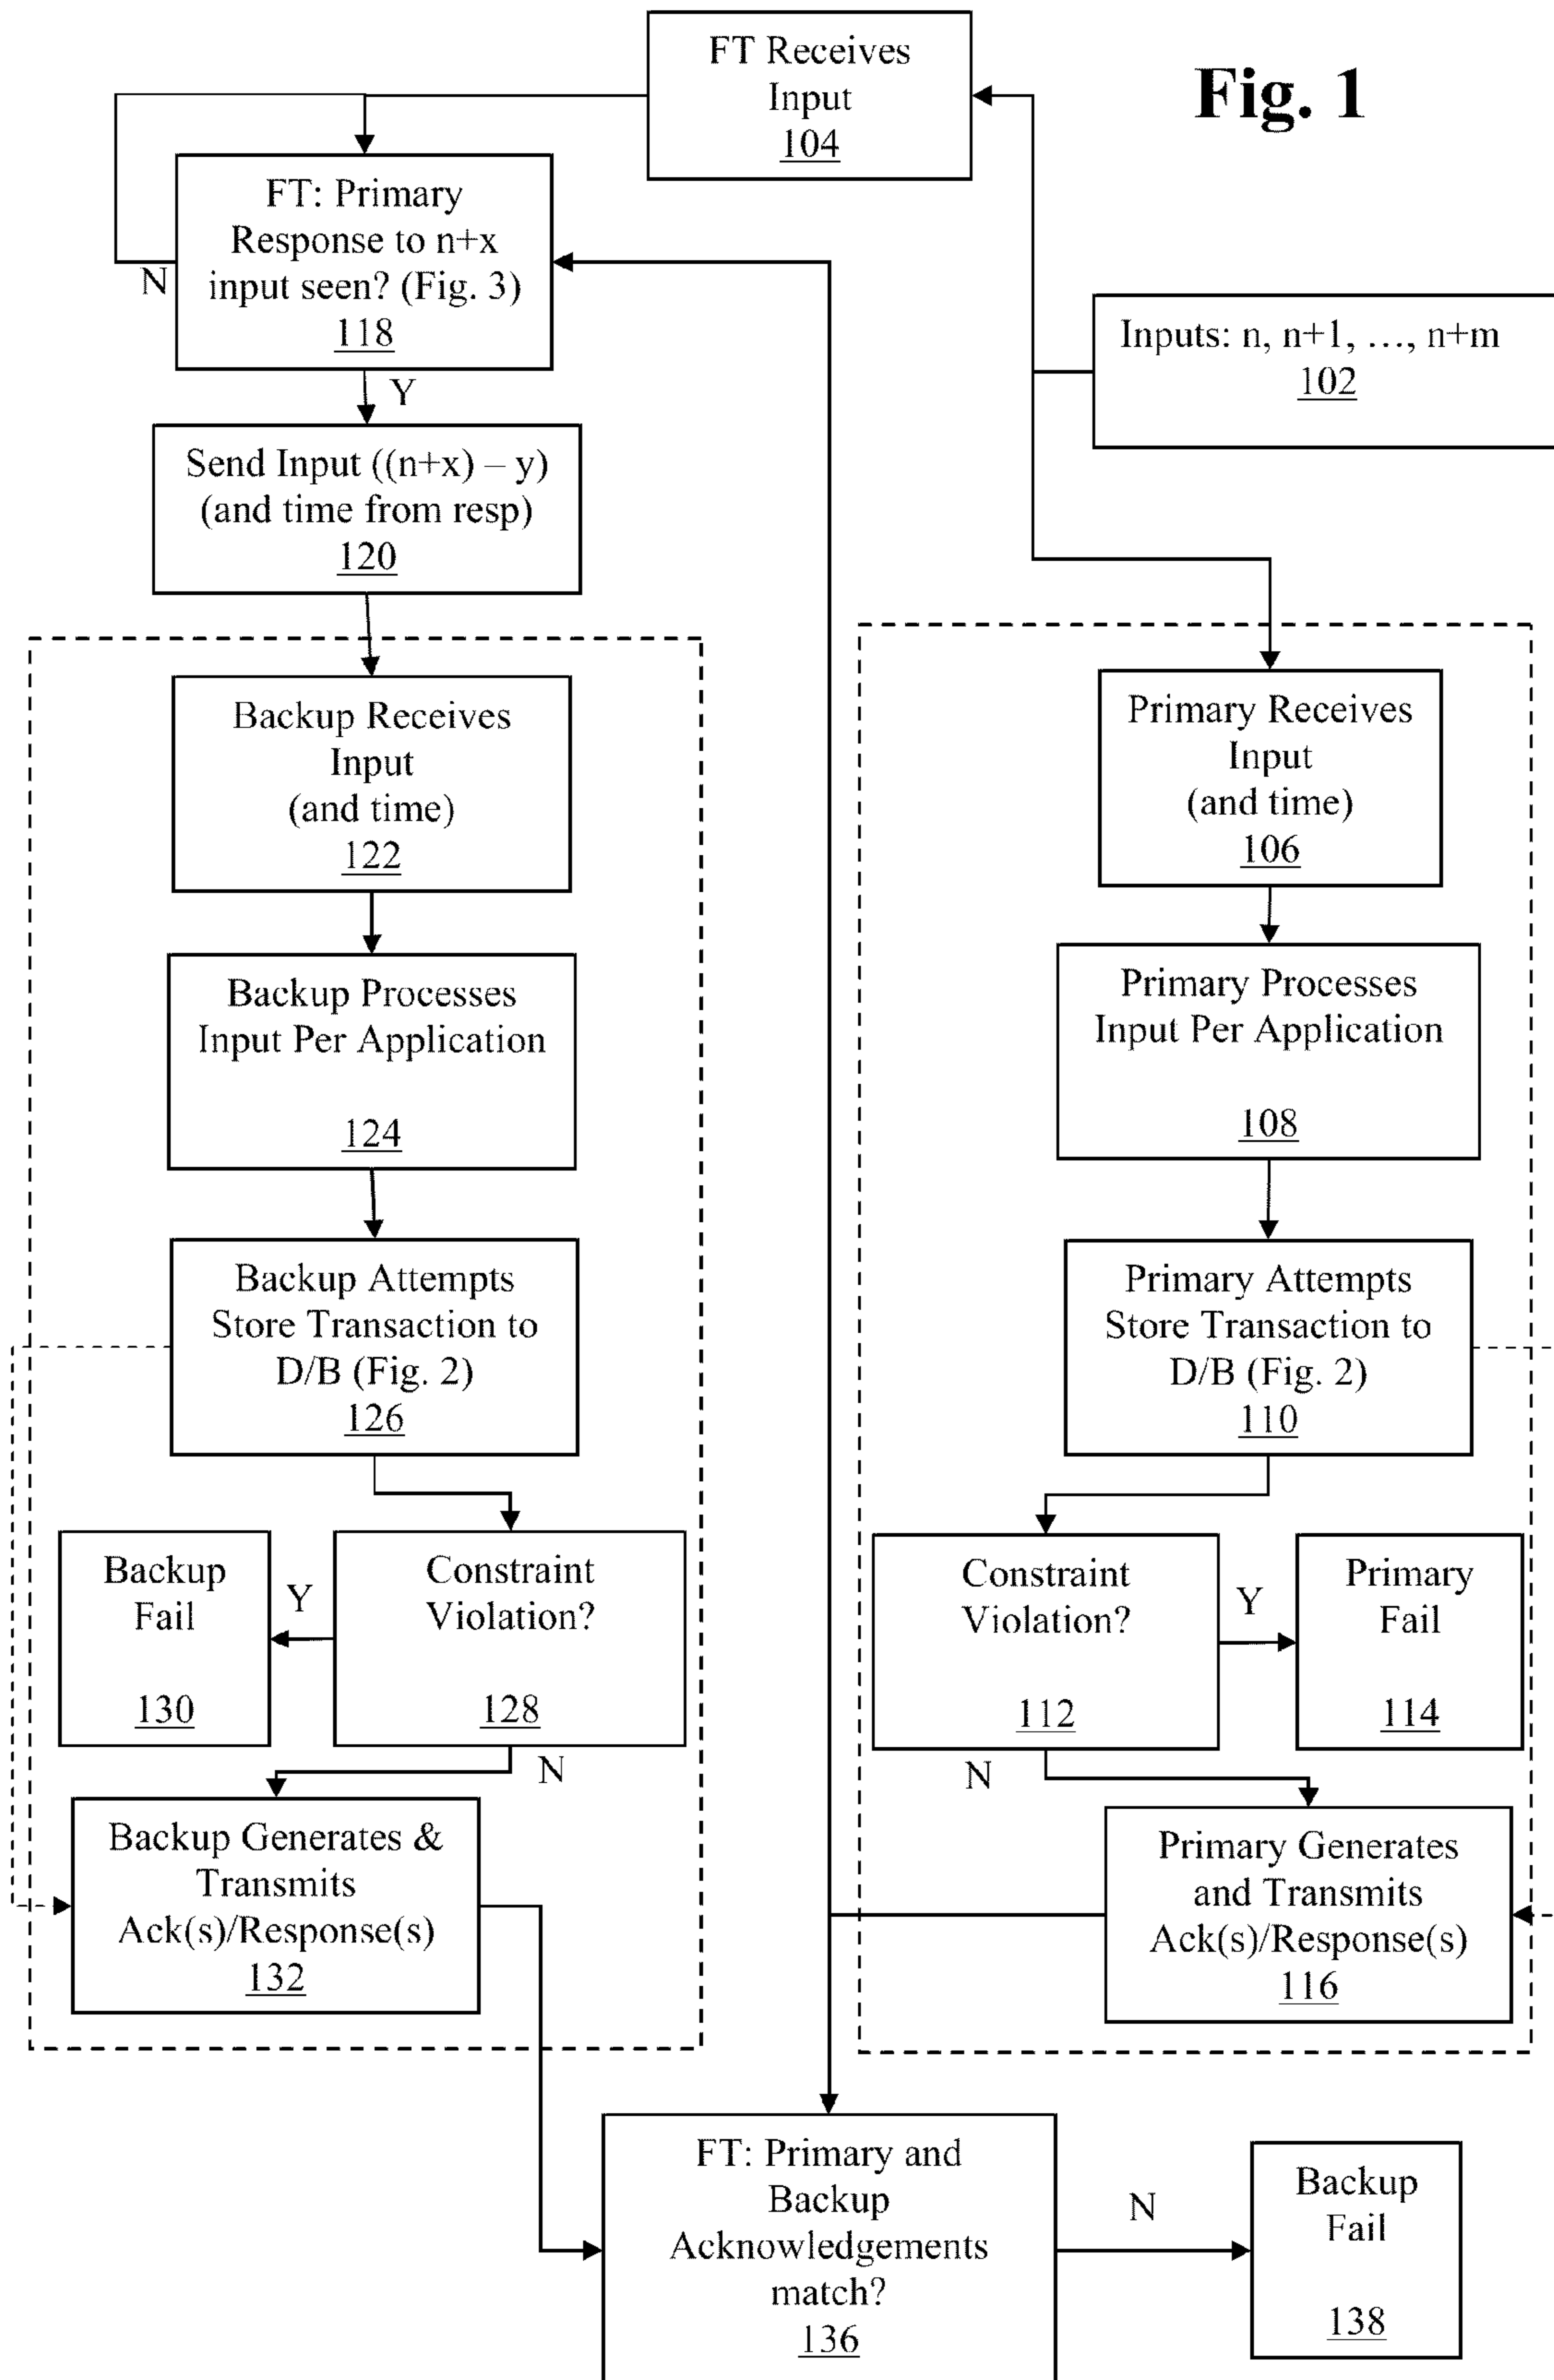 Fig. 1
FT Receives
Input
104
FT: Primary
Response to n+x
input seen? (Fig. 3)
118
N
Y
Inputs: n, n+1, …, n+m
102
Send Input ((n+x) – y)
(and time from resp)
120
Backup Receives
Input
(and time)
122
Primary Receives
Input
(and time)
106
Backup Processes
Input Per Application
124
Primary Processes
Input Per Application
108
Backup Attempts
Store Transaction to
D/B (Fig. 2)
126
Primary Attempts
Store Transaction to
D/B (Fig. 2)
110
Backup
Fail
130
Y
Constraint
Violation?
128
N
Constraint
Violation?
112
Y
Primary
Fail
114
N
Backup Generates &
Transmits
Ack(s)/Response(s)
132
Primary Generates
and Transmits
Ack(s)/Response(s)
116
FT: Primary and
Backup
Acknowledgements
match?
136
N
Backup
Fail
138